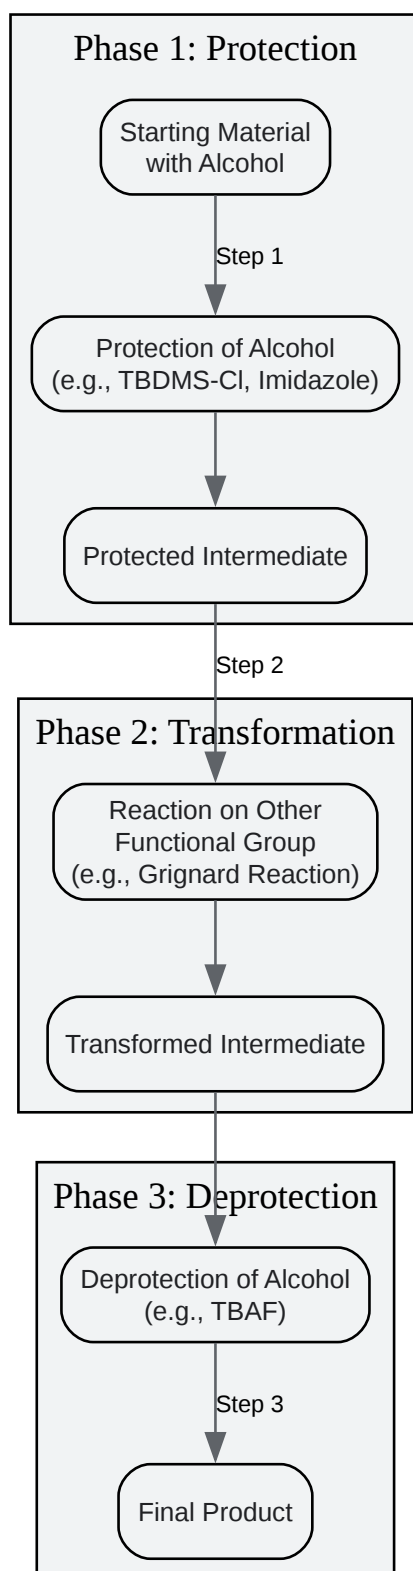 Phase 1: Protection
Starting Material
with Alcohol
Step 1
Protection of Alcohol
(e.g., TBDMS-Cl, Imidazole)
Protected Intermediate
Step 2
Phase 2: Transformation
Reaction on Other
Functional Group
(e.g., Grignard Reaction)
Transformed Intermediate
Phase 3: Deprotection
Deprotection of Alcohol
(e.g., TBAF)
Step 3
Final Product